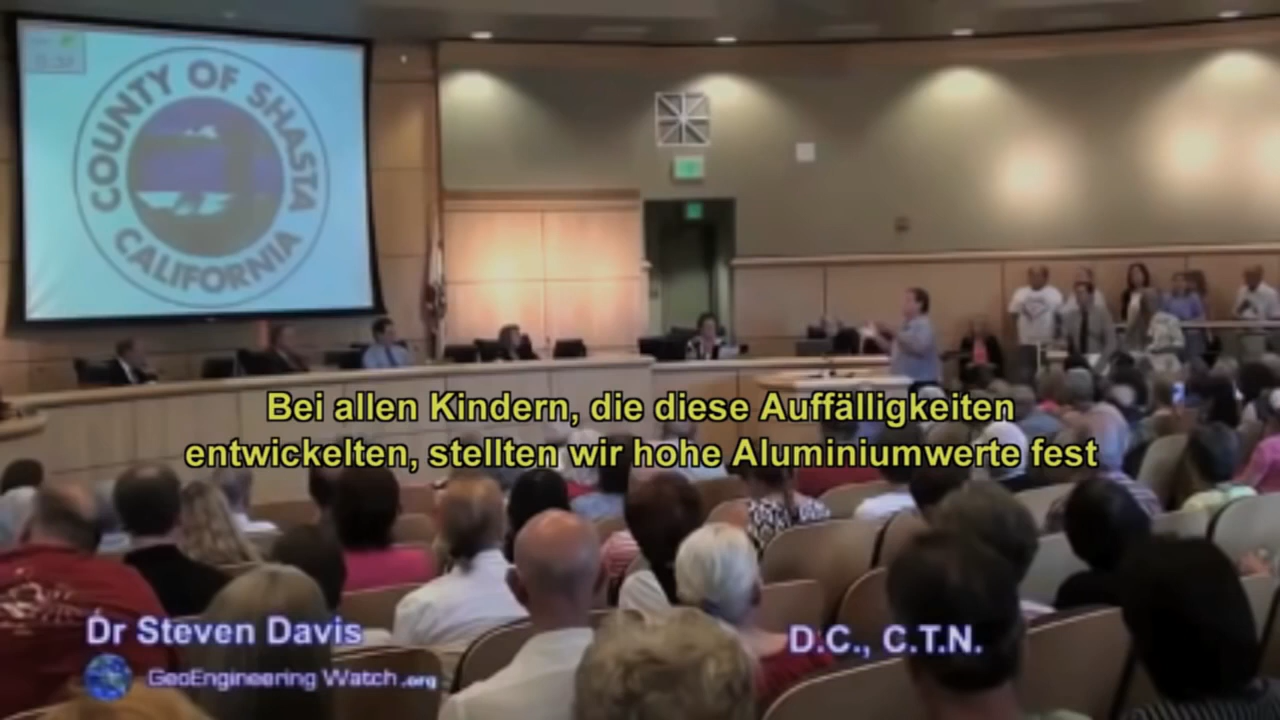 COUNTY OF SHASTA
CALIFORNIA
Bei allen Kindern, die diese Auffälligkeiten
entwickelten, stellten wir hohe Aluminiumwerte fest
Dr Steven Davis
D.C., C.T.N.
GeoEngineering Watch.org